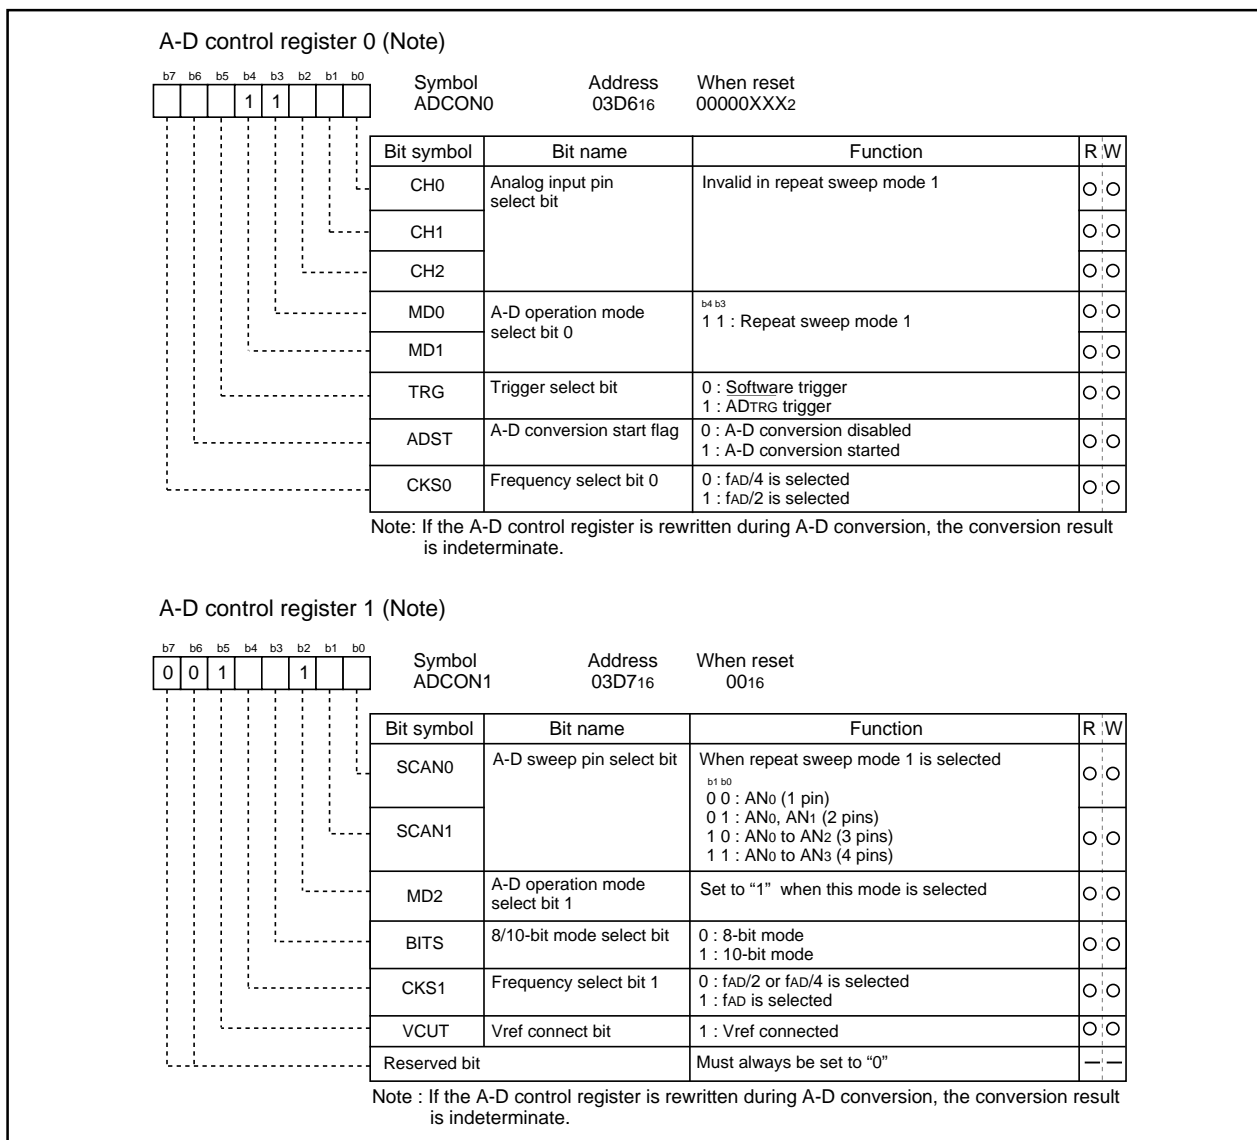 A-D control register 0 (Note)
b7 b6 b5 b4 b3 b2 b1 b0
1 1
Symbol Address When reset
ADCON0 03D616 00000XXX2
Bit symbol Bit name Function R W
CH0 Analog input pin select bit Invalid in repeat sweep mode 1
CH1
CH2
MD0 A-D operation mode select bit 0 b4 b3
1 1 : Repeat sweep mode 1
MD1
TRG Trigger select bit 0 : Software trigger
1 : ADTRG trigger
ADST A-D conversion start flag 0 : A-D conversion disabled
1 : A-D conversion started
CKS0 Frequency select bit 0 0 : fAD/4 is selected
1 : fAD/2 is selected
Note: If the A-D control register is rewritten during A-D conversion, the conversion result
is indeterminate.
A-D control register 1 (Note)
b7 b6 b5 b4 b3 b2 b1 b0
0 0 1 1
Symbol Address When reset
ADCON1 03D716 0016
Bit symbol Bit name Function R W
SCAN0 A-D sweep pin select bit When repeat sweep mode 1 is selected
b1 b0
0 0 : AN0 (1 pin)
0 1 : AN0, AN1 (2 pins)
SCAN1 1 0 : AN0 to AN2 (3 pins)
1 1 : AN0 to AN3 (4 pins)
MD2 A-D operation mode select bit 1 Set to “1” when this mode is selected
BITS 8/10-bit mode select bit 0 : 8-bit mode
1 : 10-bit mode
CKS1 Frequency select bit 1 0 : fAD/2 or fAD/4 is selected
1 : fAD is selected
VCUT Vref connect bit 1 : Vref connected
Reserved bit Must always be set to “0”
Note : If the A-D control register is rewritten during A-D conversion, the conversion result
is indeterminate.